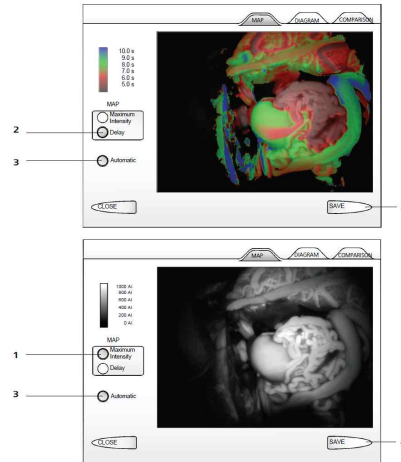 MAP DIAGRAM COMPARISON
10.0 s
9.0 s
8.0 s
7.0 s
6.0 s
5.0 s
MAP
Maximum
Intensity
2
Delay
3
Automatic
CLOSE
SAVE
MAP DIAGRAM COMPARISON
1000 AI
800 AI
600 AI
400 AI
200 AI
0 AI
MAP
1
Maximum
Intensity
Delay
3
Automatic
CLOSE
SAVE